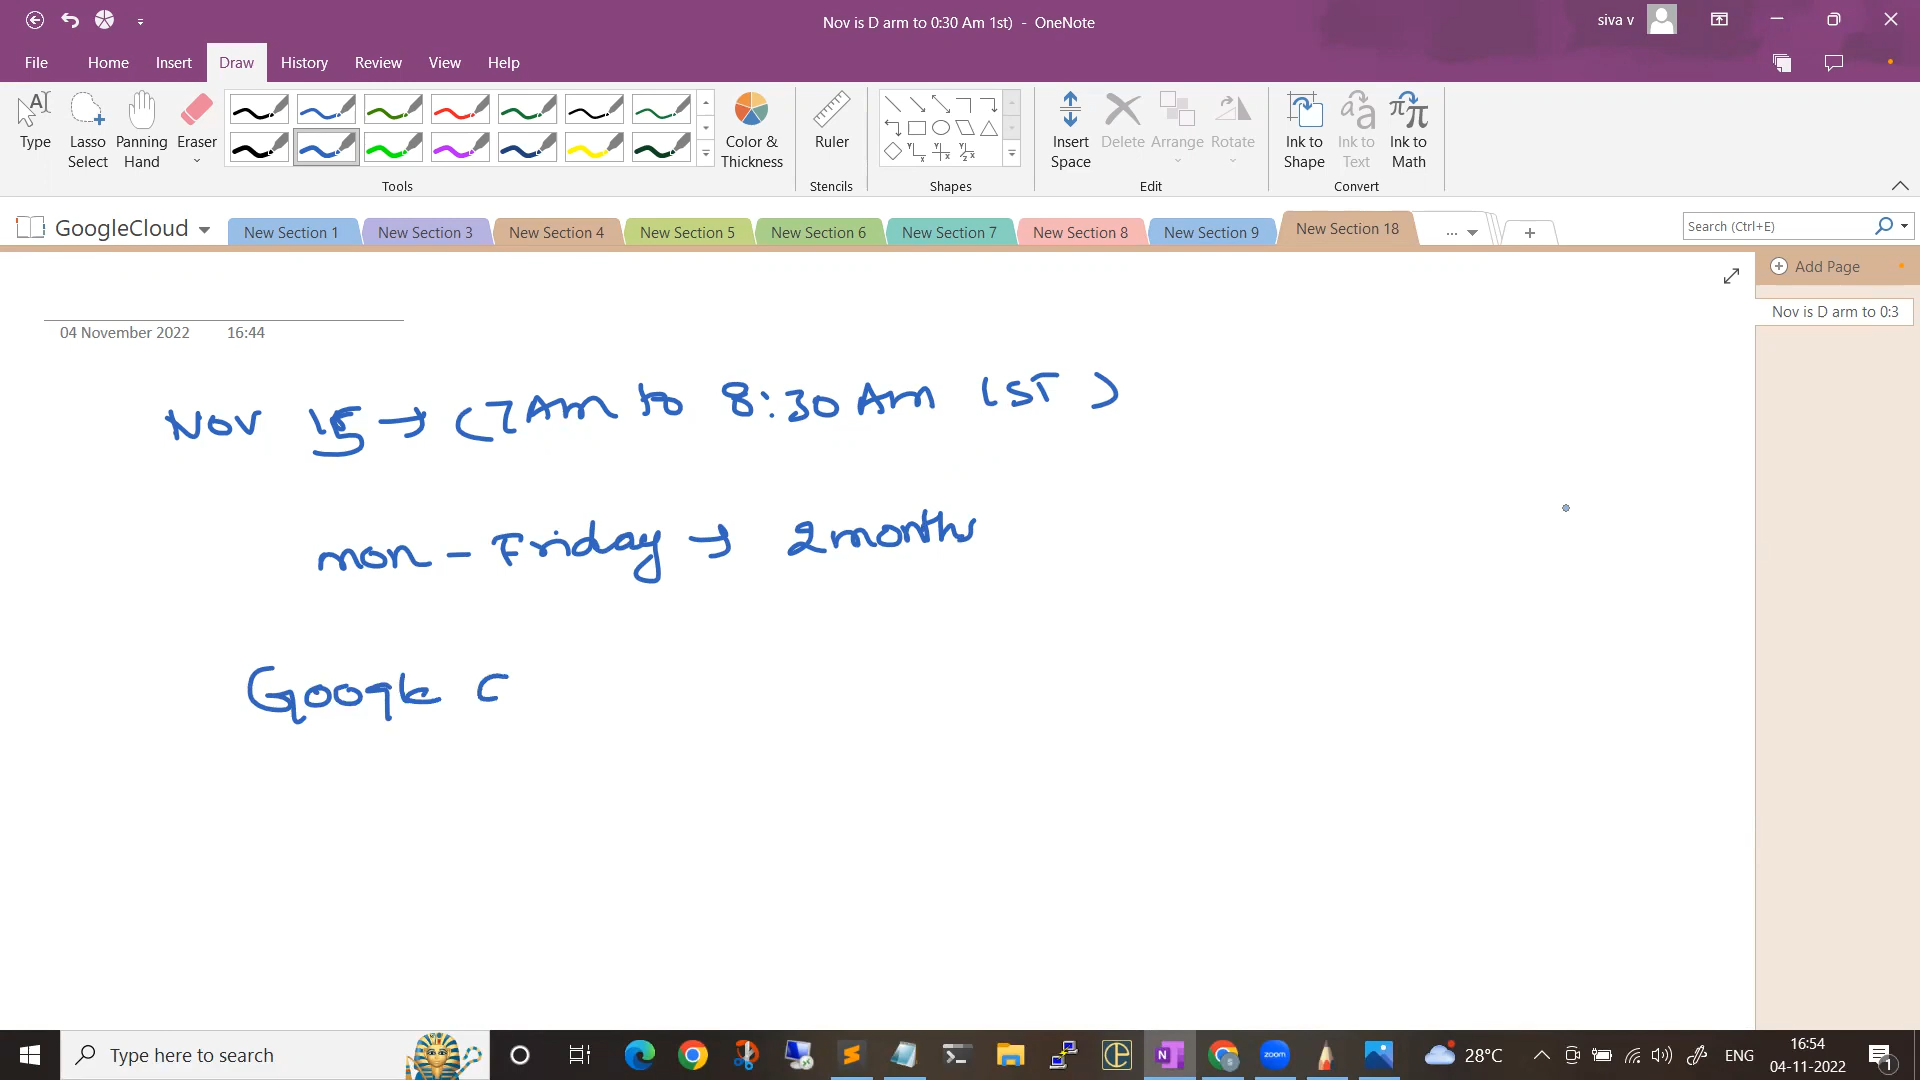 Nov is D arm to 0:30 Am 1st) - OneNote
siva v
File Home Insert Draw History Review View Help
Type
Lasso Select
Panning Hand
Eraser
Color & Thickness
Ruler
Insert Space
Delete
Arrange
Rotate
Ink to Shape
Ink to Text
Ink to Math
Tools Stencils Shapes Edit Convert
GoogleCloud New Section 1 New Section 3 New Section 4 New Section 5 New Section 6 New Section 7 New Section 8 New Section 9 New Section 18 ... Search (Ctrl+E)
Add Page
Nov is D arm to 0:3
04 November 2022 16:44
Nov 15 → (7Am to 8:30 Am IST)
mon - Friday → 2 months
Google C
Type here to search
zoom
28°C
ENG
16:54
04-11-2022
1